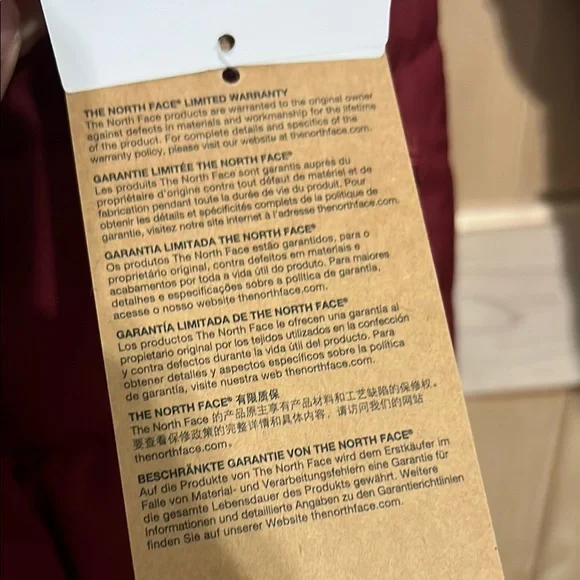 THE NORTH FACE® LIMITED WARRANTY
The North Face products are warranted to the original owner
against defects in materials and workmanship for the lifetime
of the product. For complete details and specifics of the
warranty policy, please visit our website at thenorthface.com.
GARANTIE LIMITÉE THE NORTH FACE®
Les produits The North Face sont garantis auprès du
propriétaire d'origine contre tout défaut de matériel et de
fabrication pendant toute la durée de vie du produit. Pour
obtenir les détails et spécificités complets de la politique de
garantie, visitez notre site internet à l'adresse thenorthface.com.
GARANTIA LIMITADA THE NORTH FACE®
Os produtos The North Face estão garantidos, para o
proprietário original, contra defeitos em materiais e
acabamentos por toda a vida útil do produto. Para maiores
detalhes e especificações sobre a política de garantia,
acesse o nosso website thenorthface.com.
GARANTÍA LIMITADA DE THE NORTH FACE®
Los productos The North Face le ofrecen una garantía al
propietario original por los tejidos utilizados en la confección
y contra defectos durante la vida útil del producto. Para
obtener detalles y aspectos específicos sobre la política
de garantía, visite nuestra web thenorthface.com.
THE NORTH FACE® 有限质保
The North Face 的产品原主享有产品材料和工艺缺陷的保修权。
要查看保修政策的完整详情和具体内容，请访问我们的网站
thenorthface.com。
BESCHRÄNKTE GARANTIE VON THE NORTH FACE®
Auf die Produkte von The North Face wird dem Erstkäufer im
Falle von Material- und Verarbeitungsfehlern eine Garantie für
die gesamte Lebensdauer des Produkts gewährt. Weitere
Informationen und detaillierte Angaben zu den Garantierichtlinien
finden Sie auf unserer Website thenorthface.com.